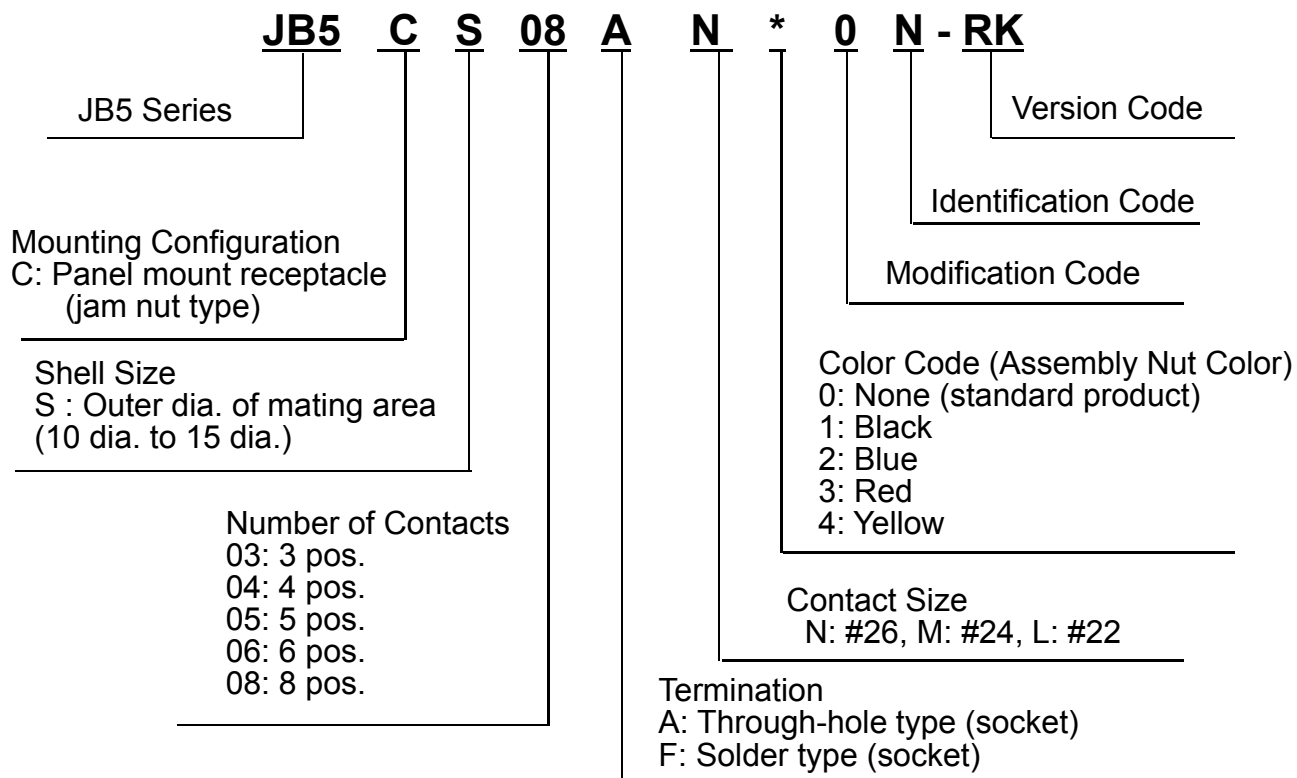 JB5 C S 08 A N * 0 N - RK
JB5 Series
Version Code
Identification Code
Mounting Configuration
C: Panel mount receptacle
(jam nut type)
Modification Code
Shell Size
S : Outer dia. of mating area
(10 dia. to 15 dia.)
Color Code (Assembly Nut Color)
0: None (standard product)
1: Black
2: Blue
3: Red
4: Yellow
Number of Contacts
03: 3 pos.
04: 4 pos.
05: 5 pos.
06: 6 pos.
08: 8 pos.
Contact Size
N: #26, M: #24, L: #22
Termination
A: Through-hole type (socket)
F: Solder type (socket)